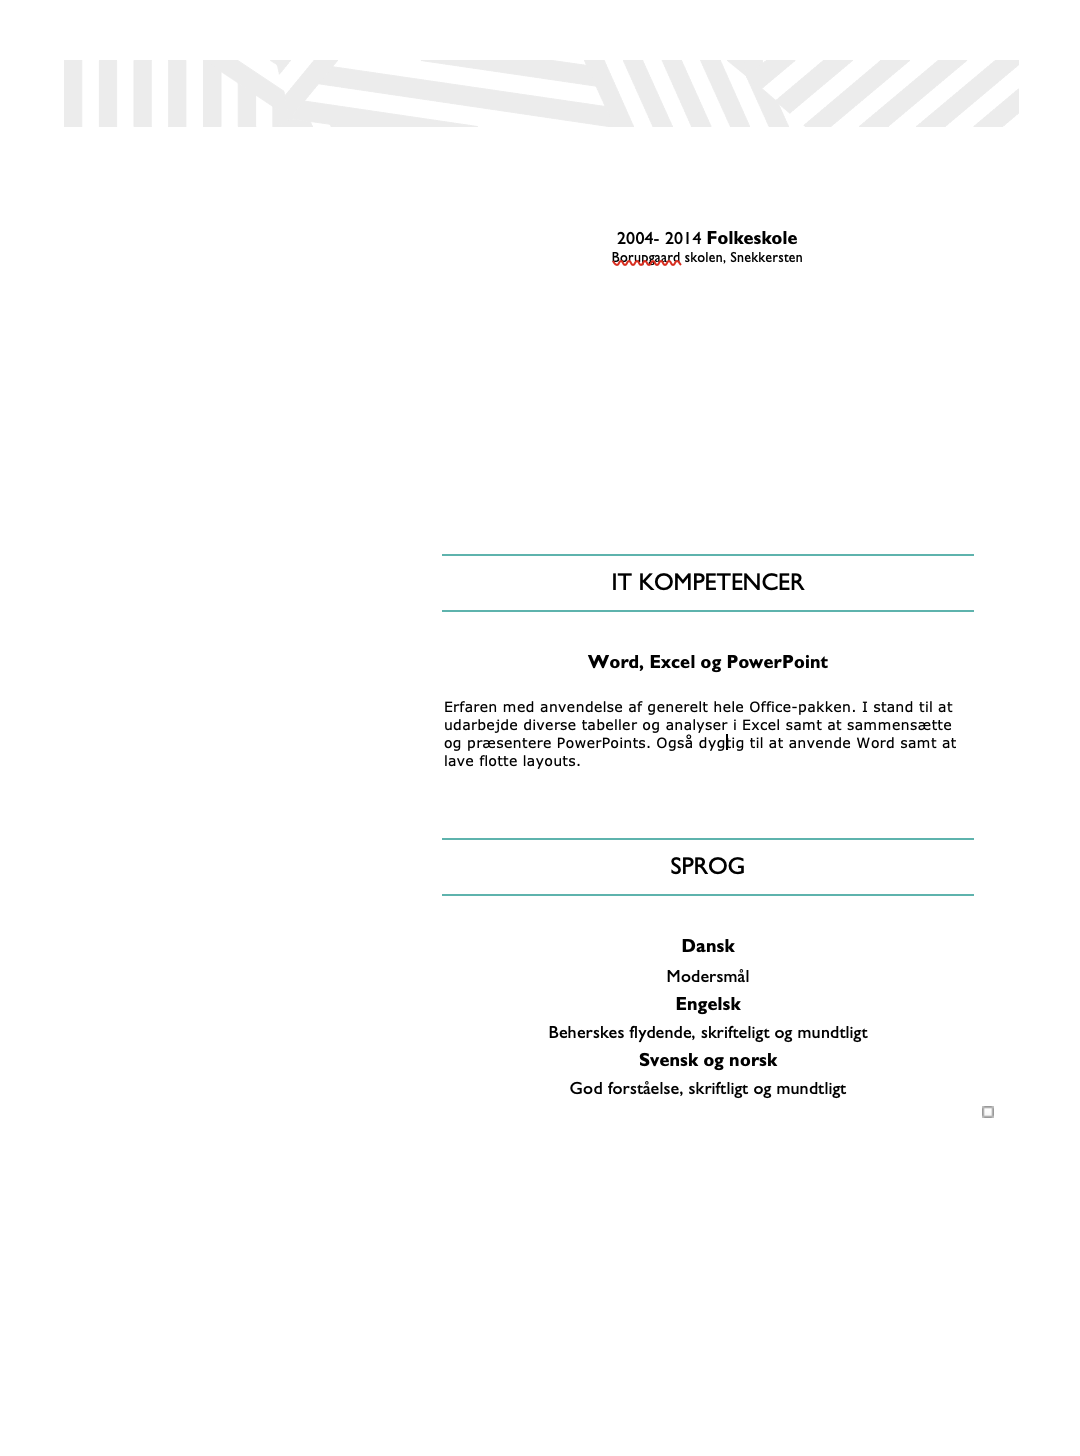 2004- 2014 Folkeskole
Borupgaard skolen, Snekkersten
IT KOMPETENCER
Word, Excel og PowerPoint
Erfaren med anvendelse af generelt hele Office-pakken. I stand til at
udarbejde diverse tabeller og analyser i Excel samt at sammensætte
og præsentere PowerPoints. Også dygtig til at anvende Word samt at
lave flotte layouts.
SPROG
Dansk
Modersmål
Engelsk
Beherskes flydende, skrifteligt og mundtligt
Svensk og norsk
God forståelse, skriftligt og mundtligt